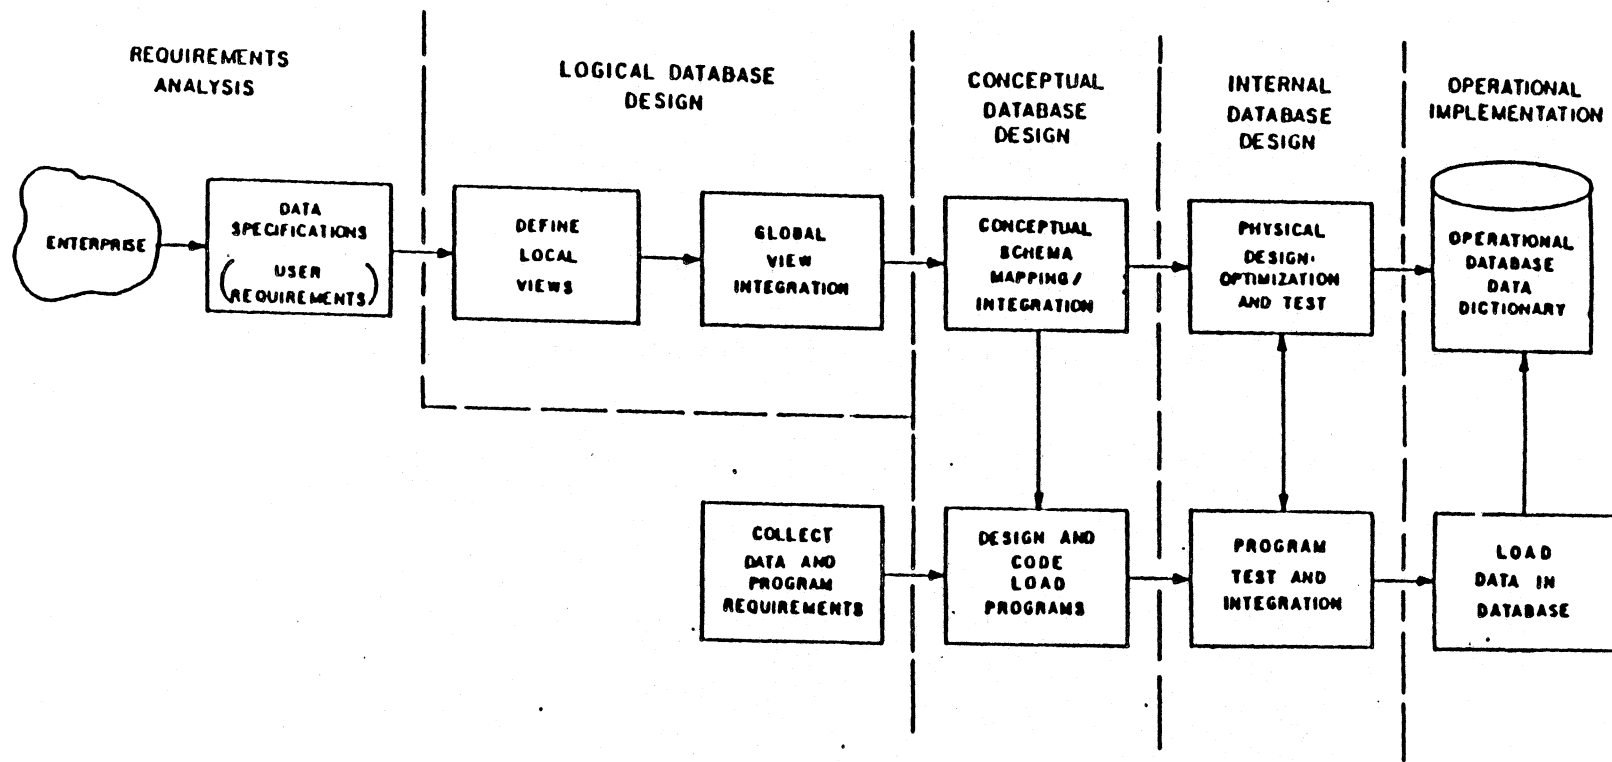 REQUIREMENTS
ANALYSIS
LOGICAL DATABASE
DESIGN
CONCEPTUAL
DATABASE
DESIGN
INTERNAL
DATABASE
DESIGN
OPERATIONAL
IMPLEMENTATION
ENTERPRISE
DATA
SPECIFICATIONS
(USER
REQUIREMENTS)
DEFINE
LOCAL
VIEWS
GLOBAL
VIEW
INTEGRATION
CONCEPTUAL
SCHEMA
MAPPING/
INTEGRATION
PHYSICAL
DESIGN-
OPTIMIZATION
AND TEST
OPERATIONAL
DATABASE
DATA
DICTIONARY
COLLECT
DATA AND
PROGRAM
REQUIREMENTS
DESIGN AND
CODE
LOAD
PROGRAMS
PROGRAM
TEST AND
INTEGRATION
LOAD
DATA IN
DATABASE